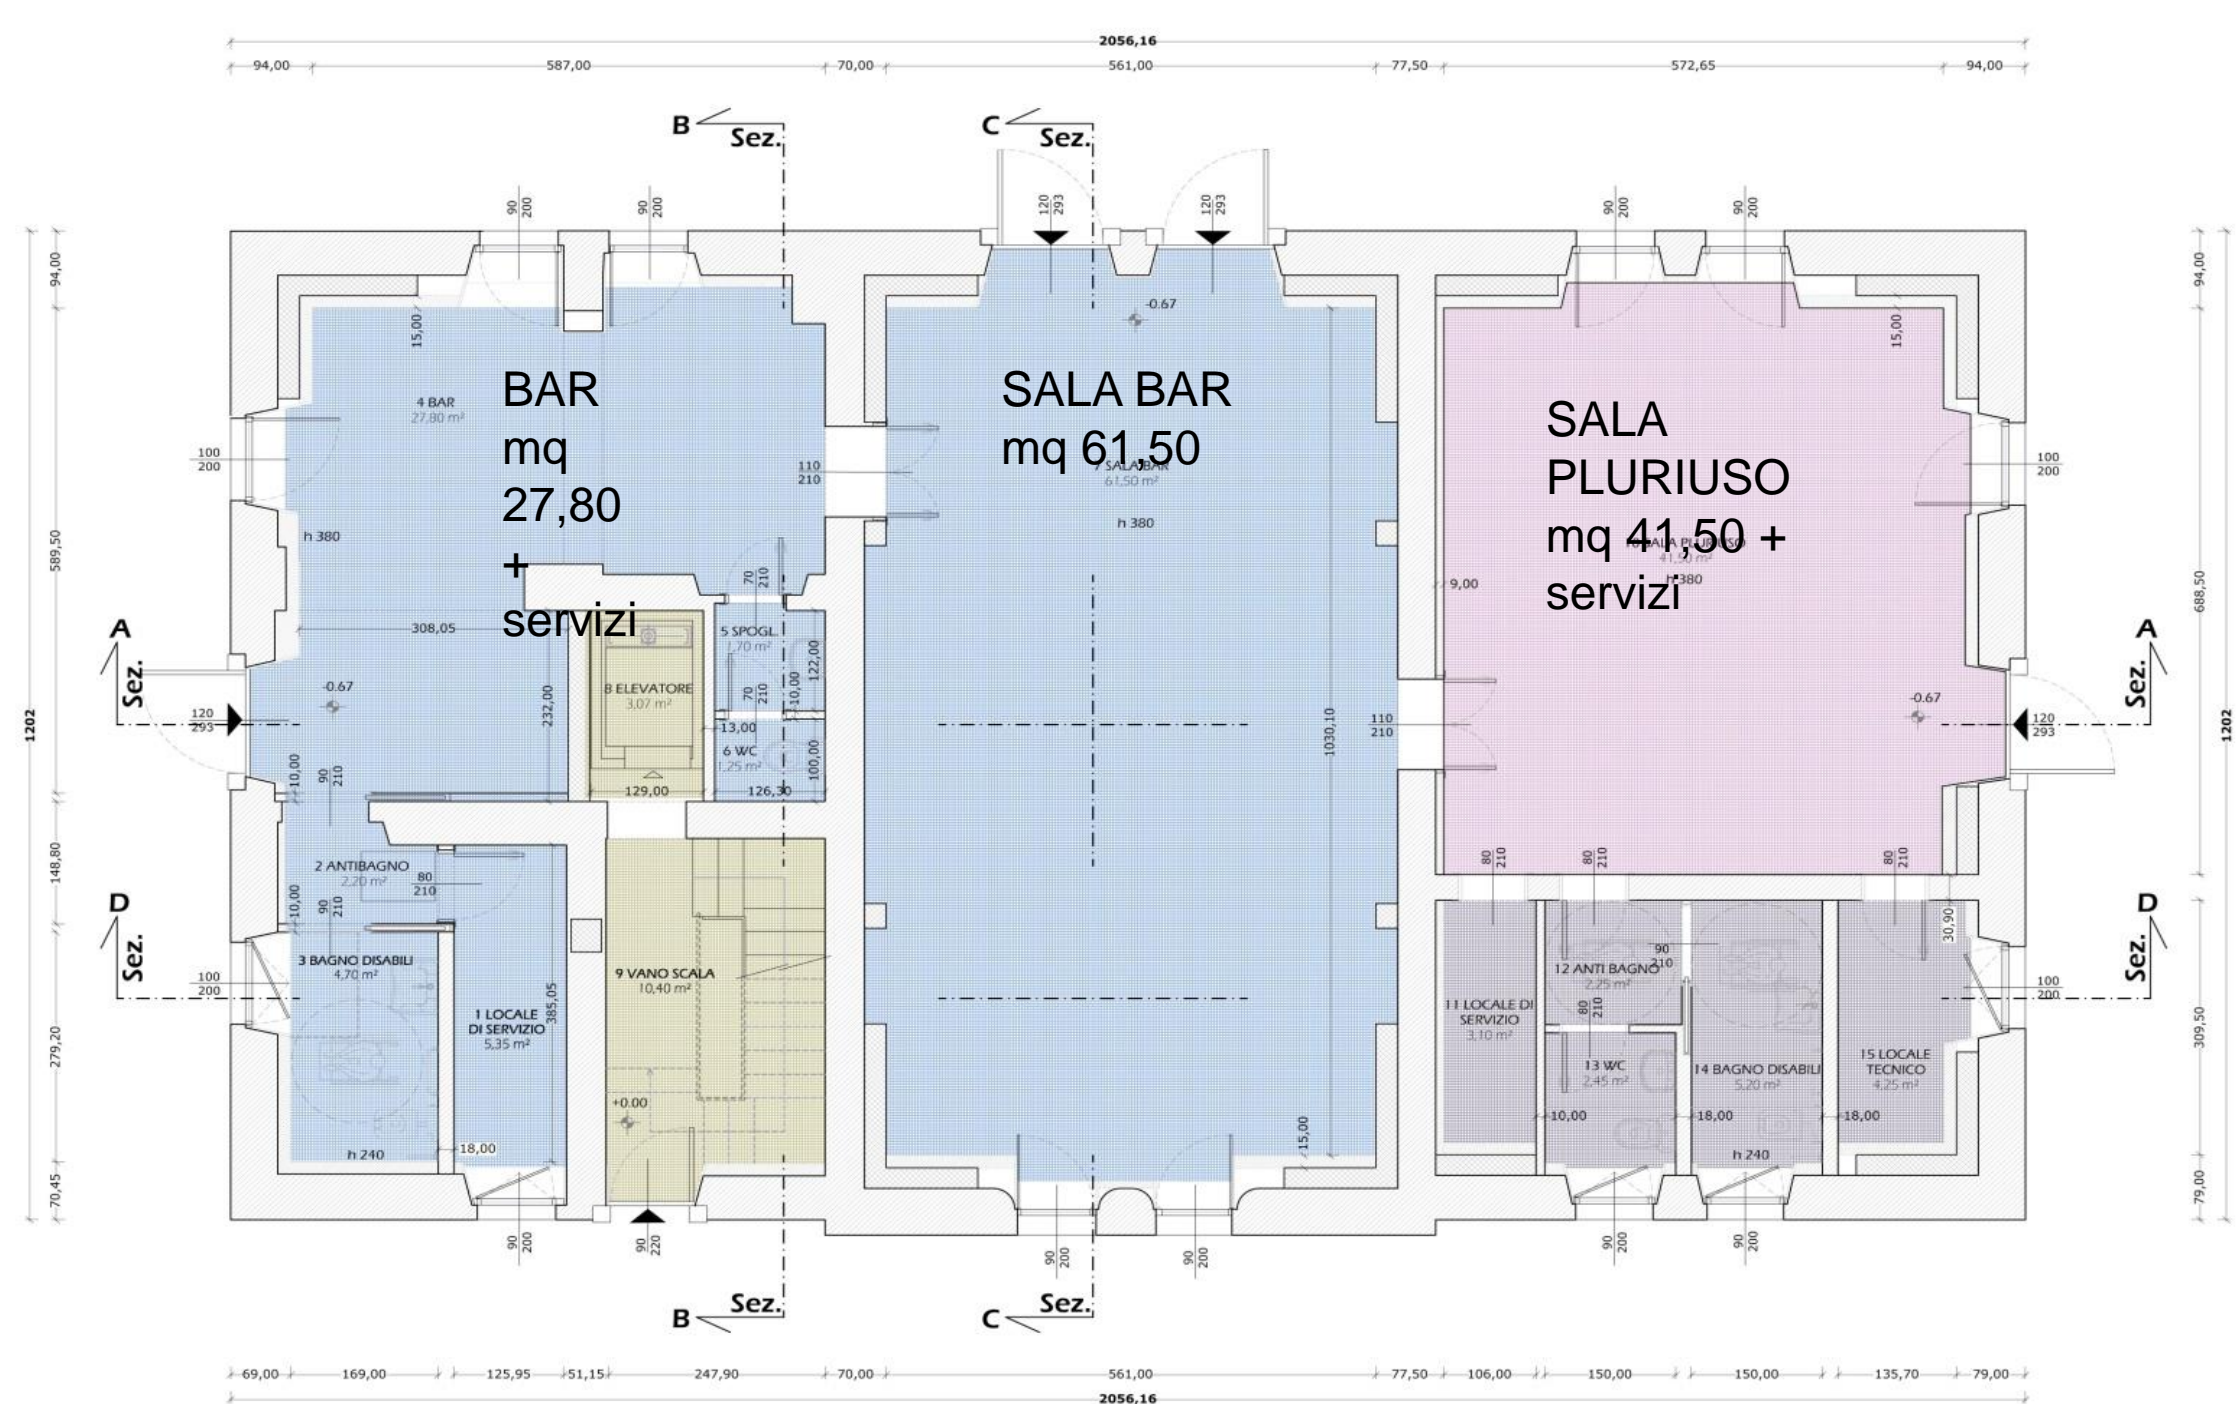 2056,16
94,00 587,00 70,00 561,00 77,50 572,65 94,00
B Sez.
C Sez.
90 200
90 200
120 293
120 293
90 200
90 200
94,00
94,00
-0.67
15,00
15,00
BAR
mq
27,80
+
servizi
4 BAR
27,80 m²
SALA BAR
mq 61,50
7 SALA BAR
61,50 m²
h 380
SALA
PLURIUSO
mq 41,50 +
servizi
41,50 m²
h 380
100 200
110 210
100 200
h 380
589,50
688,50
9,00
70 210
308,05
5 SPOGL.
1,70 m²
122,00
A Sez.
A Sez.
-0.67
232,00
8 ELEVATORE
3,07 m²
70 210
10,00
-0.67
120 293
110 210
120 293
1202
1202
1030,10
13,00
6 WC
1,25 m²
100,00
10,00
90 210
129,00
126,30
148,80
2 ANTIBAGNO
2,20 m²
80 210
80 210
80 210
80 210
10,00
90 210
D Sez.
D Sez.
30,90
3 BAGNO DISABILI
4,70 m²
9 VANO SCALA
10,40 m²
90 210
12 ANTI BAGNO
2,25 m²
100 200
100 200
385,05
1 LOCALE
DI SERVIZIO
5,35 m²
11 LOCALE DI
SERVIZIO
3,10 m²
80 210
279,20
309,50
15 LOCALE
TECNICO
4,25 m²
13 WC
2,45 m²
14 BAGNO DISABILI
5,20 m²
+0.00
10,00
18,00
18,00
15,00
h 240
18,00
h 240
70,45
79,00
90 200
90 220
90 200
90 200
90 200
90 200
B Sez.
C Sez.
69,00 169,00 125,95 51,15 247,90 70,00 561,00 77,50 106,00 150,00 150,00 135,70 79,00
2056,16